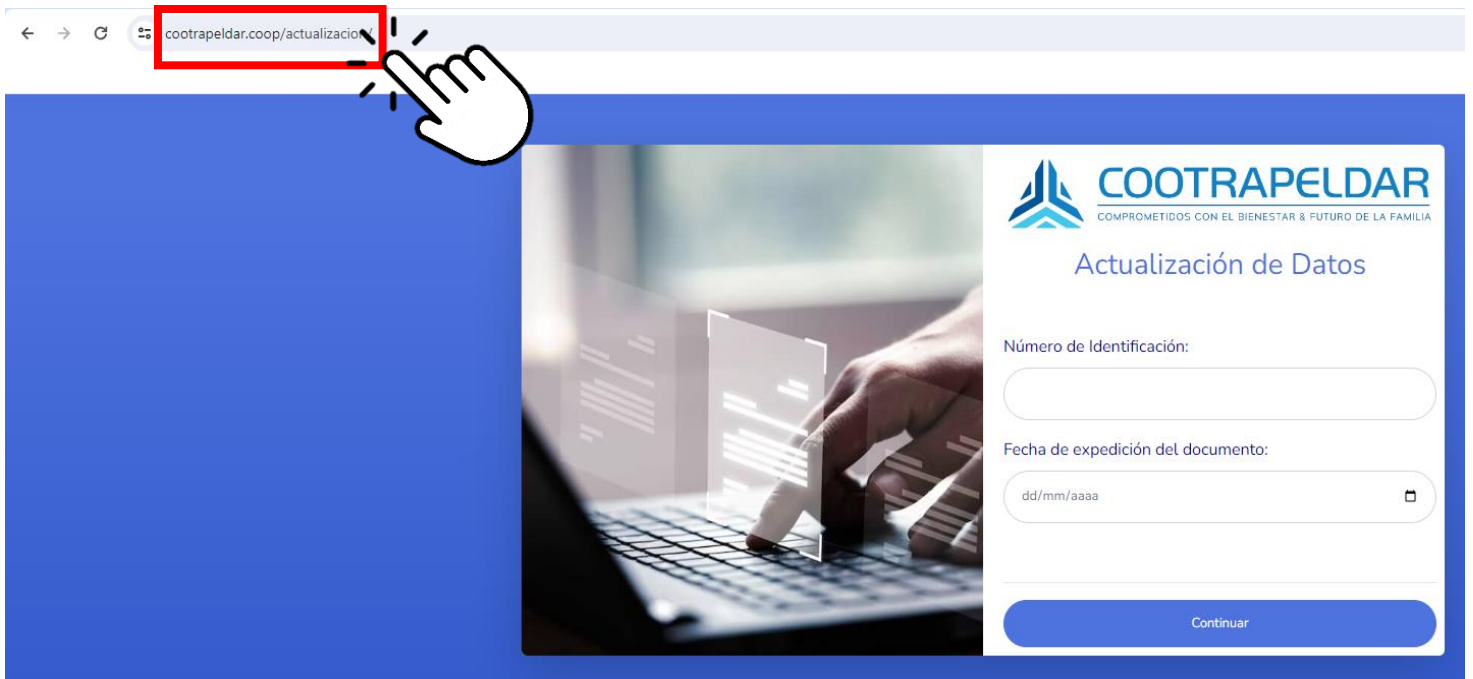 cootrapeldar.coop/actualizacion/
COOTRAPELDAR
COMPROMETIDOS CON EL BIENESTAR & FUTURO DE LA FAMILIA
Actualización de Datos
Número de Identificación:
Fecha de expedición del documento:
dd/mm/aaaa
Continuar